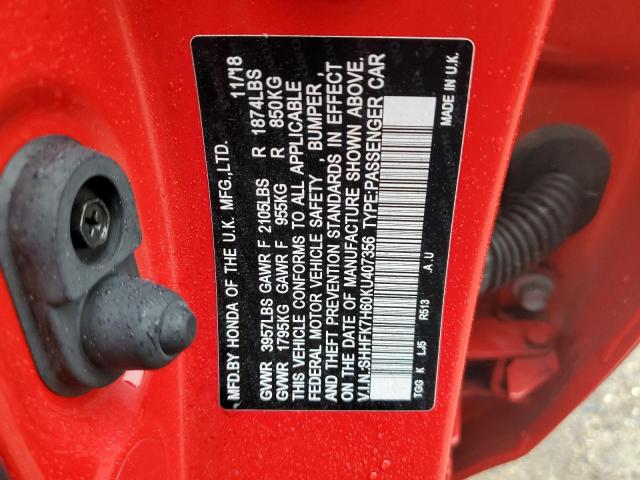 MFD.BY HONDA OF THE U.K. MFG.,LTD. 11/18
GVWR 3957LBS GAWR F 2105LBS R 1874LBS
GVWR 1795KG GAWR F 955KG R 850KG
THIS VEHICLE CONFORMS TO ALL APPLICABLE
FEDERAL MOTOR VEHICLE SAFETY , BUMPER ,
AND THEFT PREVENTION STANDARDS IN EFFECT
ON THE DATE OF MANUFACTURE SHOWN ABOVE.
V.I.N.:SHHFK7H60KU407356 TYPE:PASSENGER CAR
TGG K LJ5 R513 .A.U
MADE IN U.K.